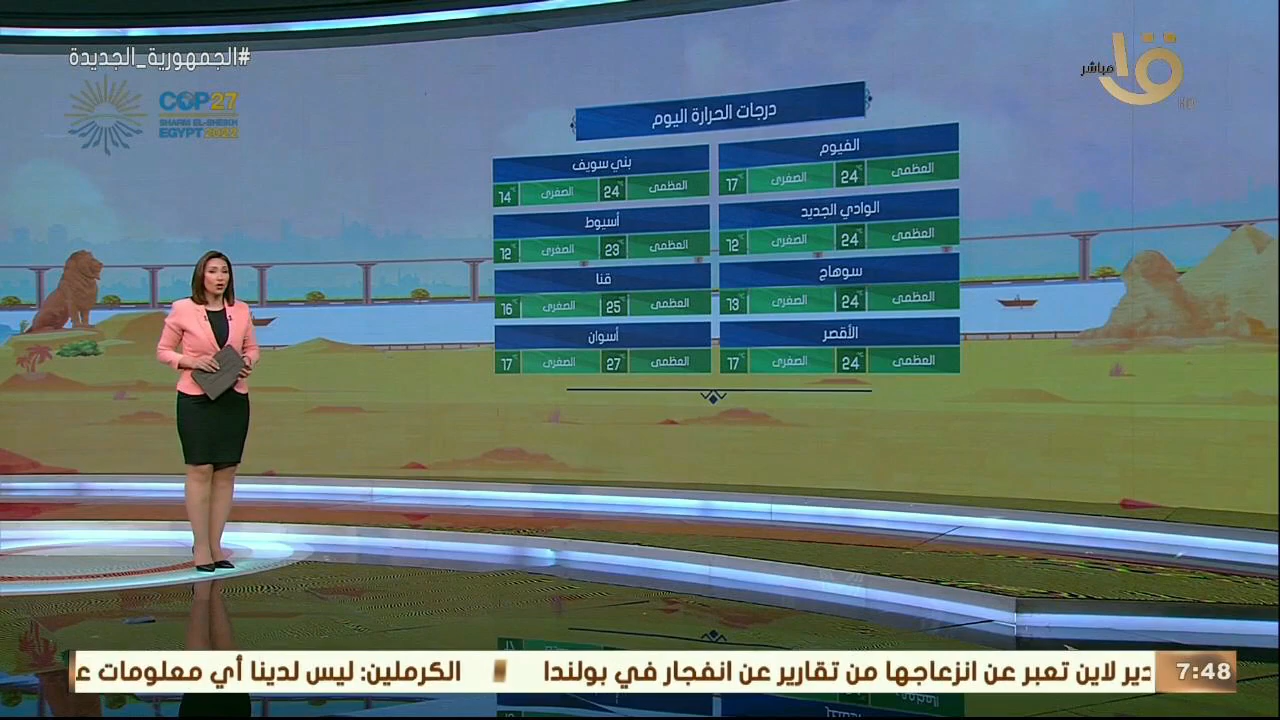 #الجمهورية_الجديدة
COP27
SHARM EL-SHEIKH
EGYPT 2022
مباشر
HD
درجات الحرارة اليوم
الفيوم
العظمى 24 الصغرى 17
بني سويف
العظمى 24 الصغرى 14
الوادي الجديد
العظمى 24 الصغرى 12
أسيوط
العظمى 23 الصغرى 12
سوهاج
العظمى 24 الصغرى 13
قنا
العظمى 25 الصغرى 16
الأقصر
العظمى 24 الصغرى 17
أسوان
العظمى 27 الصغرى 17
7:48 دير لاين تعبر عن انزعاجها من تقارير عن انفجار في بولندا الكرملين: ليس لدينا أي معلومات